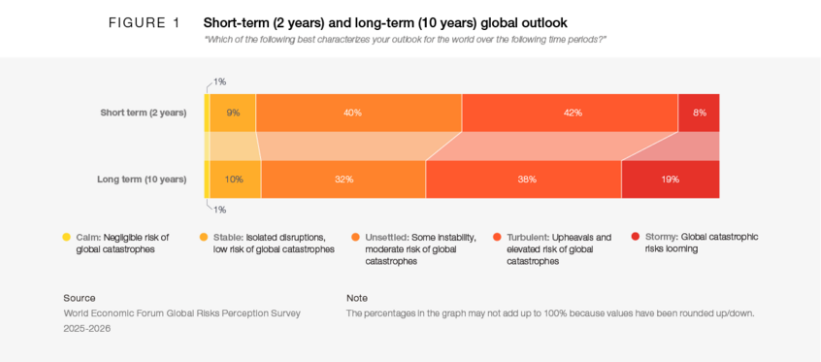 FIGURE 1 Short-term (2 years) and long-term (10 years) global outlook
"Which of the following best characterizes your outlook for the world over the following time periods?"
1%
Short term (2 years) 9% 40% 42% 8%
Long term (10 years) 10% 32% 38% 19%
1%
Calm: Negligible risk of
global catastrophes
Stable: Isolated disruptions,
low risk of global catastrophes
Unsettled: Some instability,
moderate risk of global
catastrophes
Turbulent: Upheavals and
elevated risk of global
catastrophes
Stormy: Global catastrophic
risks looming
Source
World Economic Forum Global Risks Perception Survey
2025-2026
Note
The percentages in the graph may not add up to 100% because values have been rounded up/down.